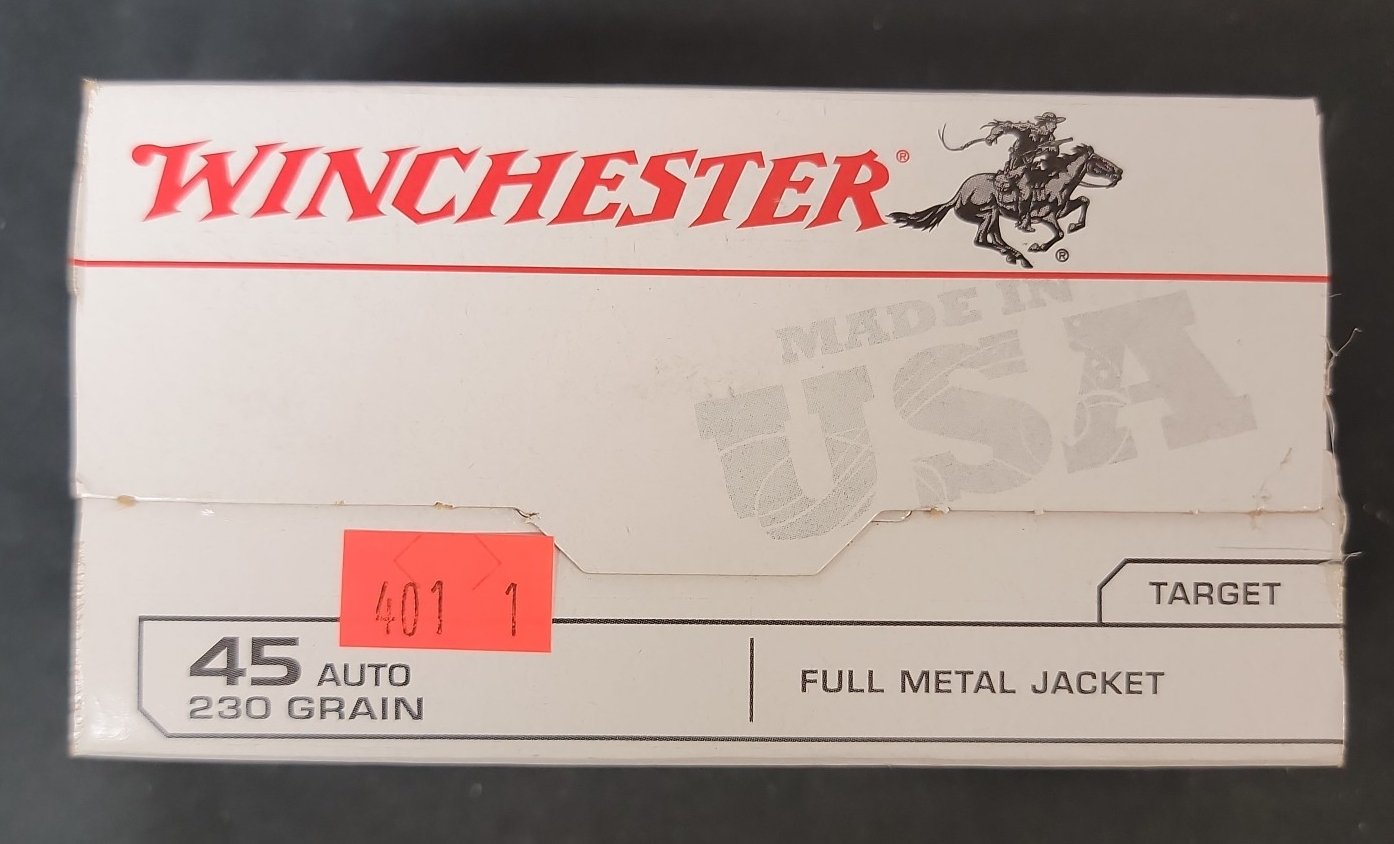 WINCHESTER®
®
MADE IN
USA
401 1
TARGET
45 AUTO
230 GRAIN
FULL METAL JACKET